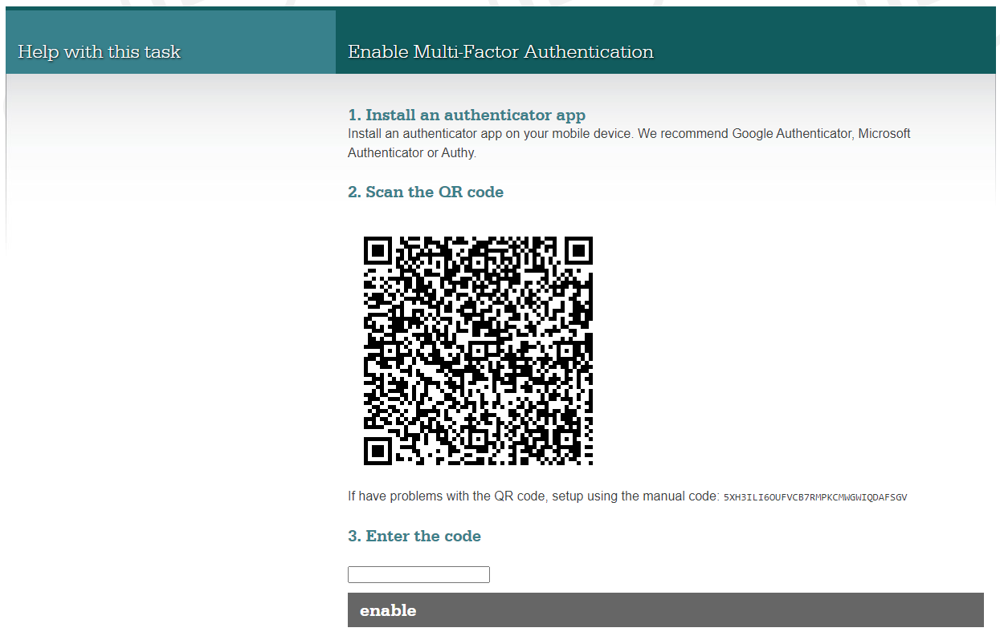 Help with this task
Enable Multi-Factor Authentication
1. Install an authenticator app
Install an authenticator app on your mobile device. We recommend Google Authenticator, Microsoft
Authenticator or Authy.
2. Scan the QR code
If have problems with the QR code, setup using the manual code: 5XH3ILI6OUFVCB7RMPKCMWGWIQDAFSGV
3. Enter the code
enable